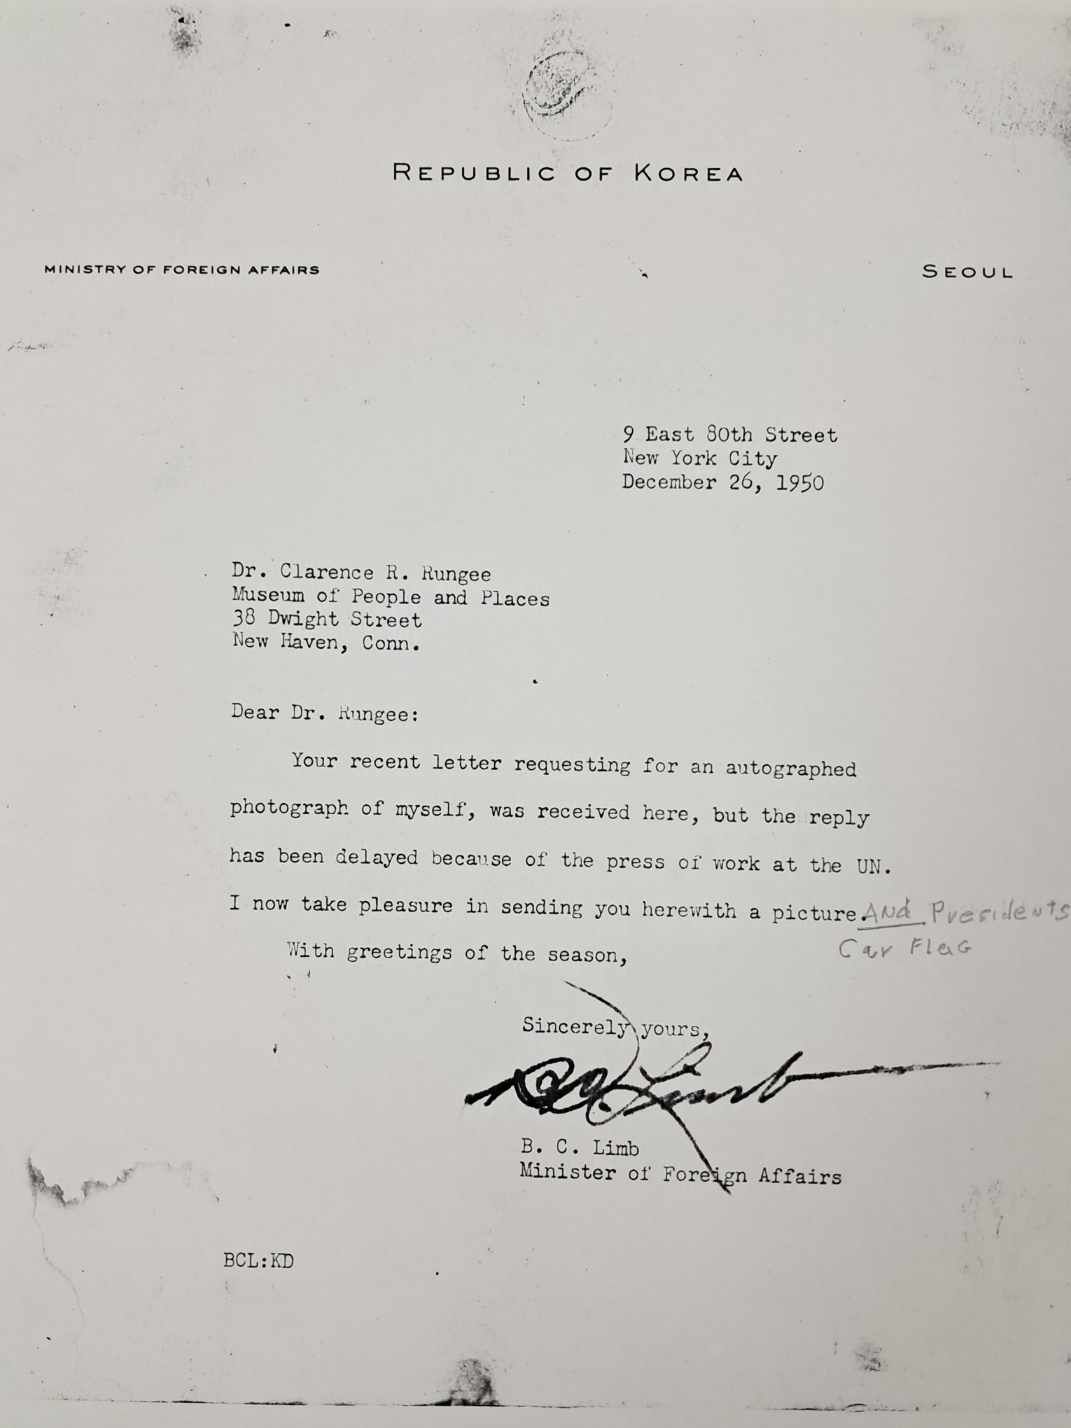 REPUBLIC OF KOREA
MINISTRY OF FOREIGN AFFAIRS
SEOUL
9 East 80th Street
New York City
December 26, 1950
Dr. Clarence R. Rungee
Museum of People and Places
38 Dwight Street
New Haven, Conn.
Dear Dr. Rungee:
Your recent letter requesting for an autographed
photograph of myself, was received here, but the reply
has been delayed because of the press of work at the UN.
I now take pleasure in sending you herewith a picture. And Presidents
Car Flag
With greetings of the season,
Sincerely yours,
B. C. Limb
B. C. Limb
Minister of Foreign Affairs
BCL:KD